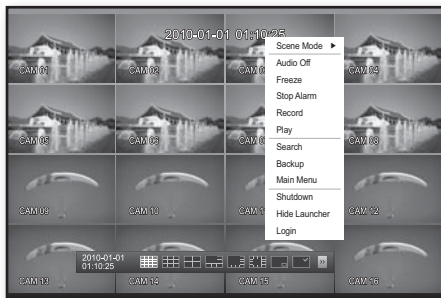 2010-01-01 01:10:25
Scene Mode
Audio Off
Freeze
Stop Alarm
Record
Play
Search
Backup
Main Menu
Shutdown
Hide Launcher
Login
CAM 01
CAM 02
CAM 04
CAM 05
CAM 06
CAM 08
CAM 09
CAM 10
CAM 12
2010-01-01
01:10:25
CAM 13
CAM 14
CAM 15
CAM 16